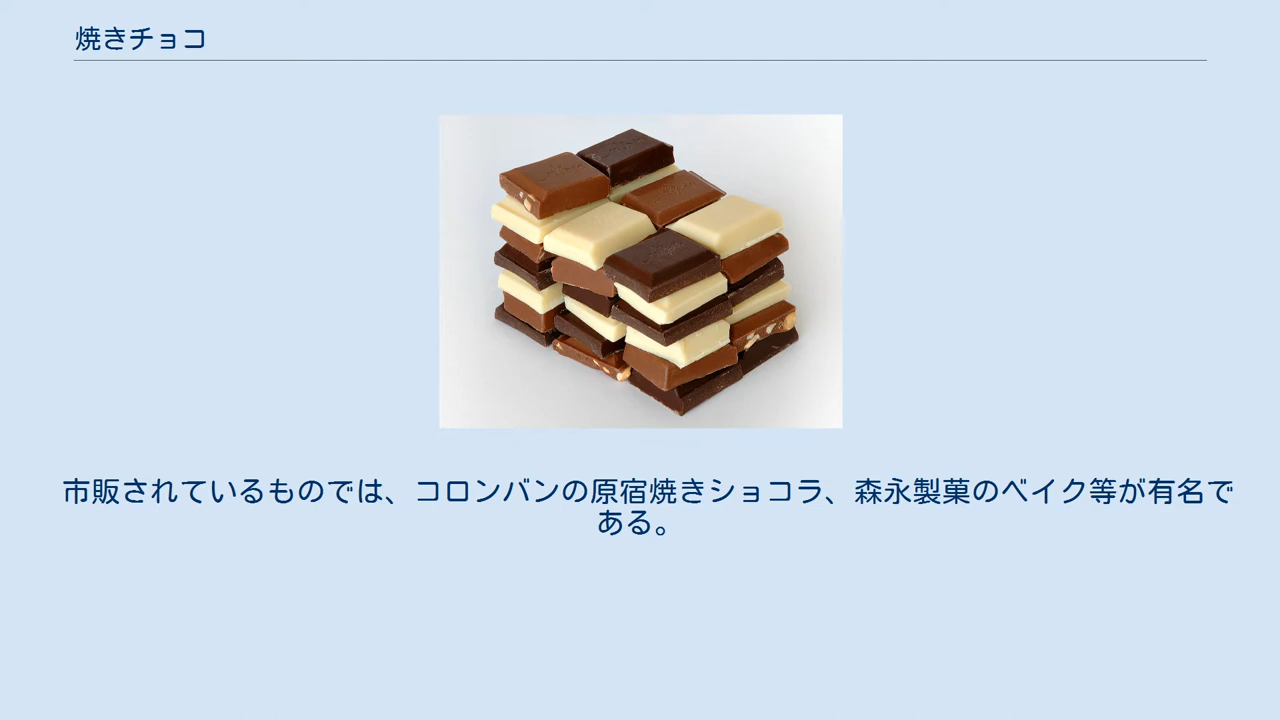 焼きチョコ
市販されているものでは、コロンバンの原宿焼きショコラ、森永製菓のベイク等が有名で
ある。